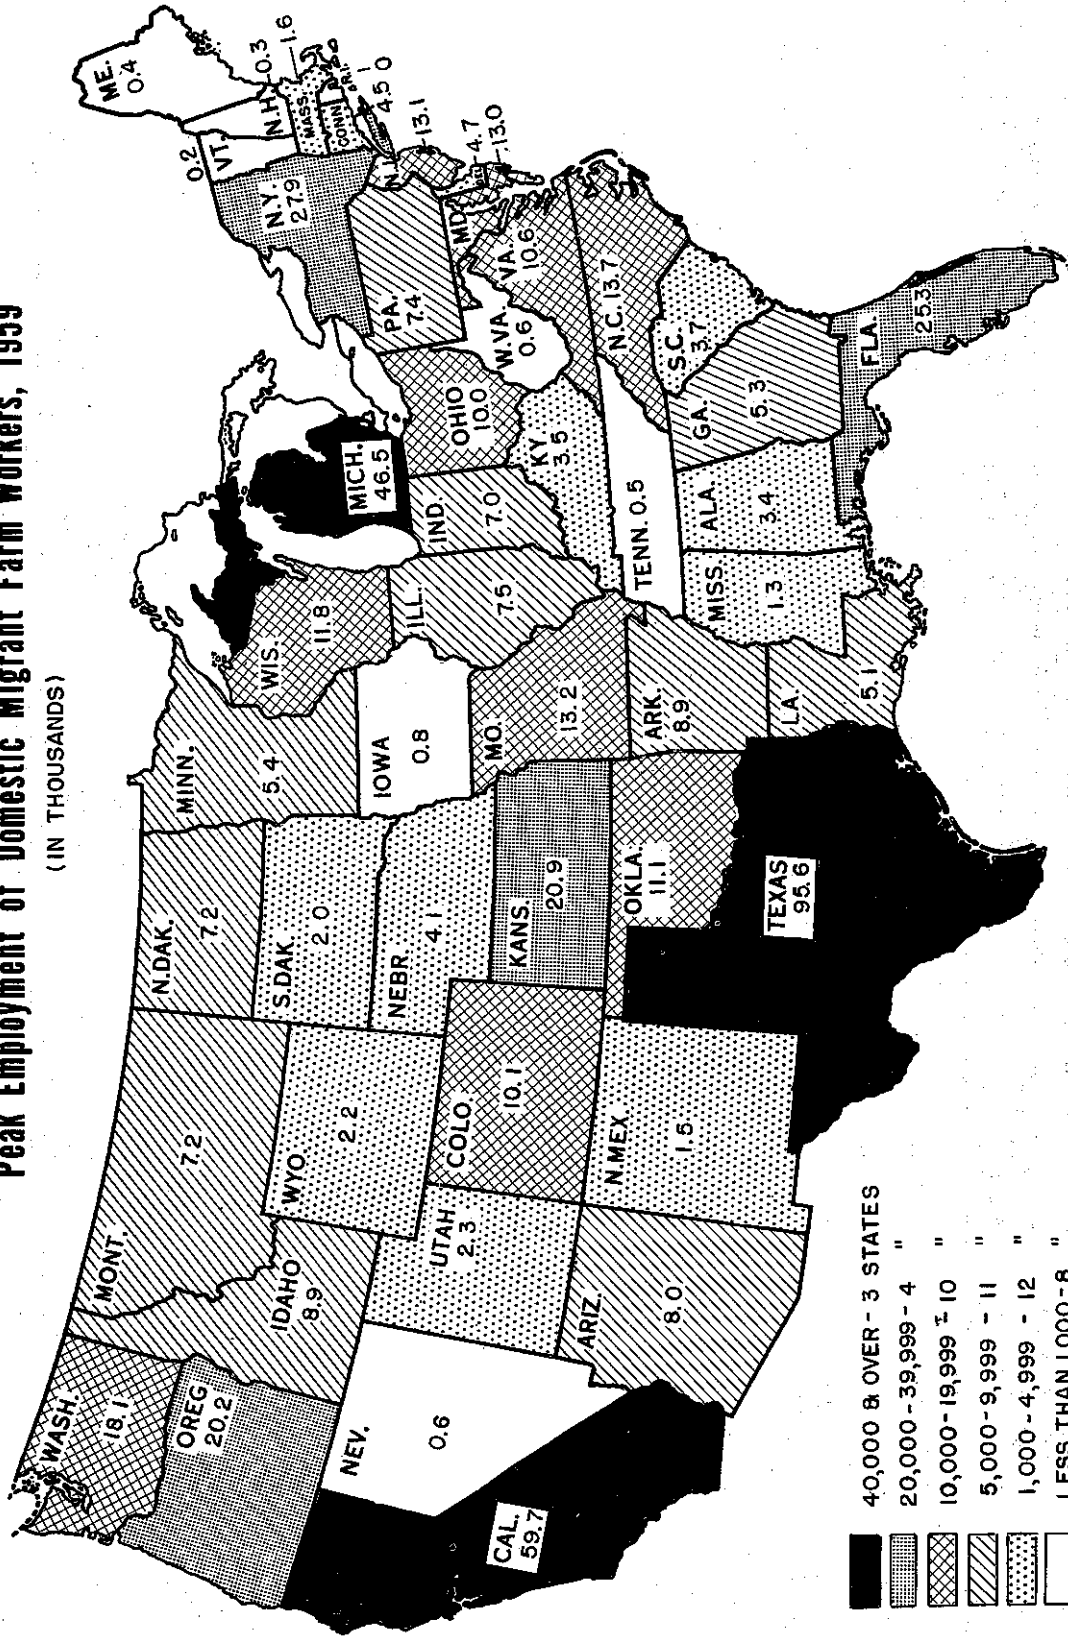 Peak Employment of Domestic Migrant Farm Workers, 1959
(IN THOUSANDS)
WASH.
18.1
OREG
20.2
CAL.
59.7
NEV.
0.6
IDAHO
8.9
MONT.
7.2
WYO.
2.2
UTAH
2.3
ARIZ.
8.0
COLO
10.1
N.MEX
1.5
N.DAK.
7.2
S.DAK
2.0
NEBR.
4.1
KANS
20.9
OKLA.
11.1
TEXAS
95.6
MINN.
5.4
IOWA
0.8
MO.
13.2
ARK.
8.9
LA.
5.1
WIS.
11.8
ILL.
7.5
MICH.
46.5
IND
7.0
OHIO
10.0
KY.
3.5
TENN. 0.5
MISS.
1.3
ALA.
3.4
GA.
5.3
FLA.
25.3
S.C.
3.7
N.C. 13.7
VA.
10.6
W.VA.
0.6
PA.
7.4
N.Y.
27.9
VT.
0.2
N.H.
0.3
ME.
0.4
MASS.
1.6
CONN.
4.5
R.I.
0
N.J.
13.1
4.7
MD.
13.0
40,000 & OVER - 3 STATES
20,000 - 39,999 - 4 "
10,000 - 19,999 - 10 "
5,000 - 9,999 - 11 "
1,000 - 4,999 - 12 "
LESS THAN 1,000 - 8 "